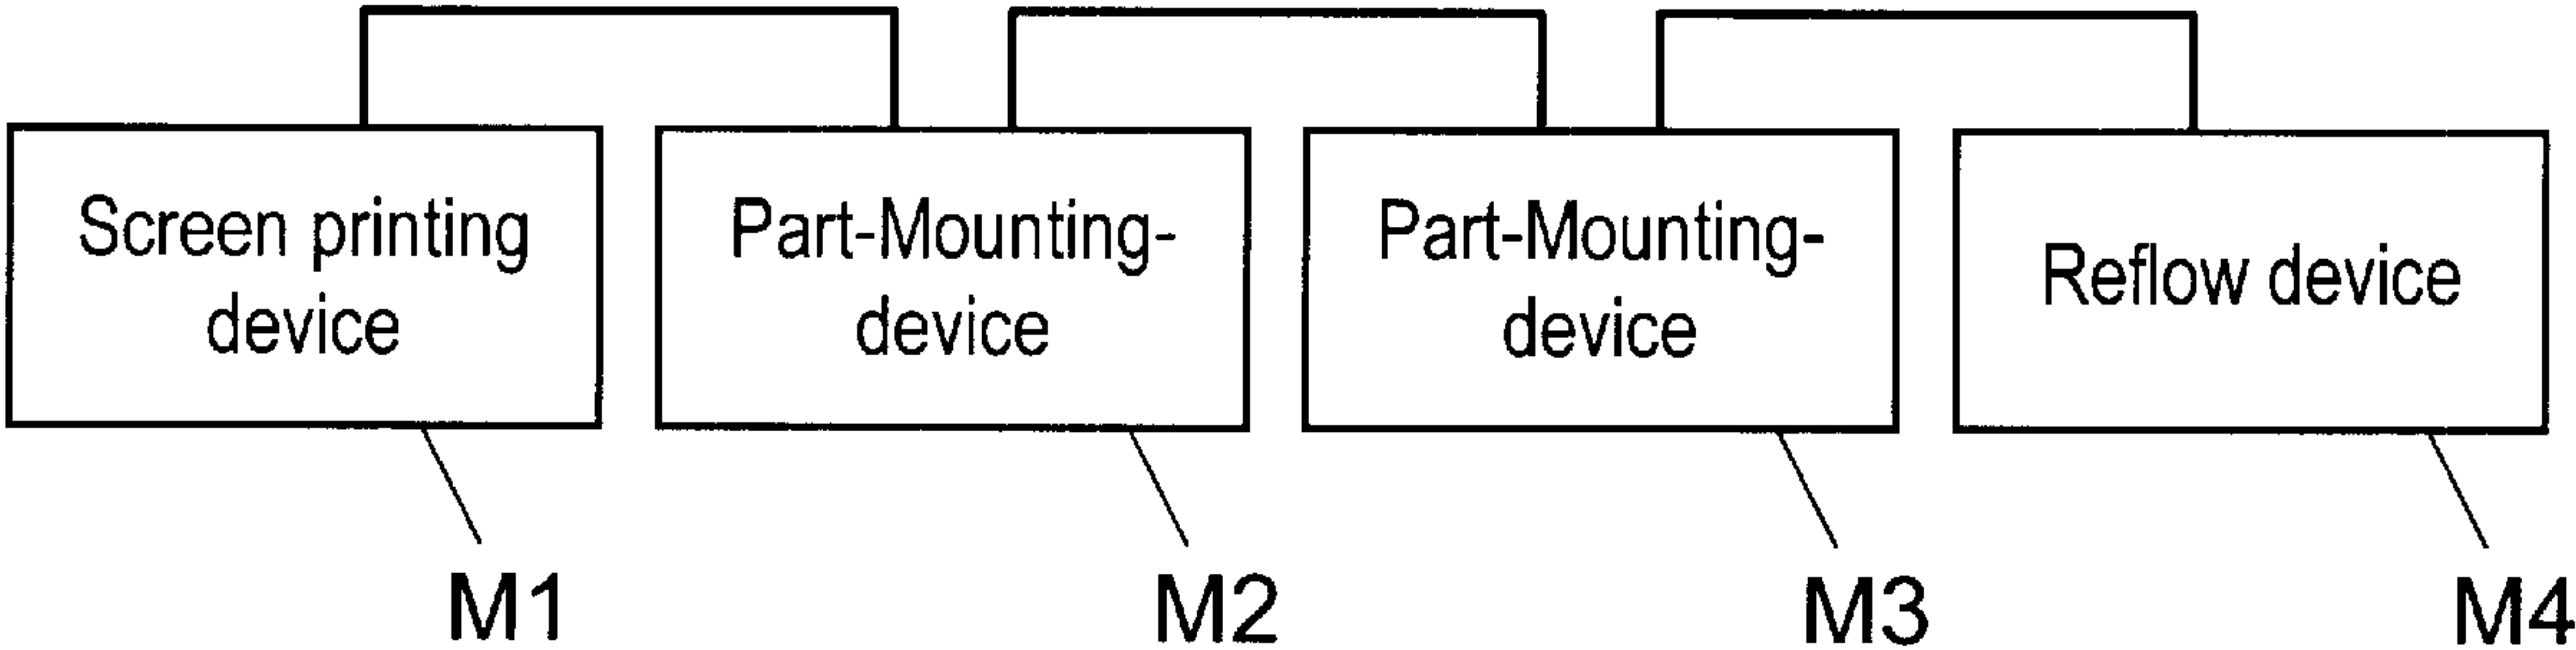 Screen printing
device
Part-Mounting-
device
Part-Mounting-
device
Reflow device
M1
M2
M3
M4